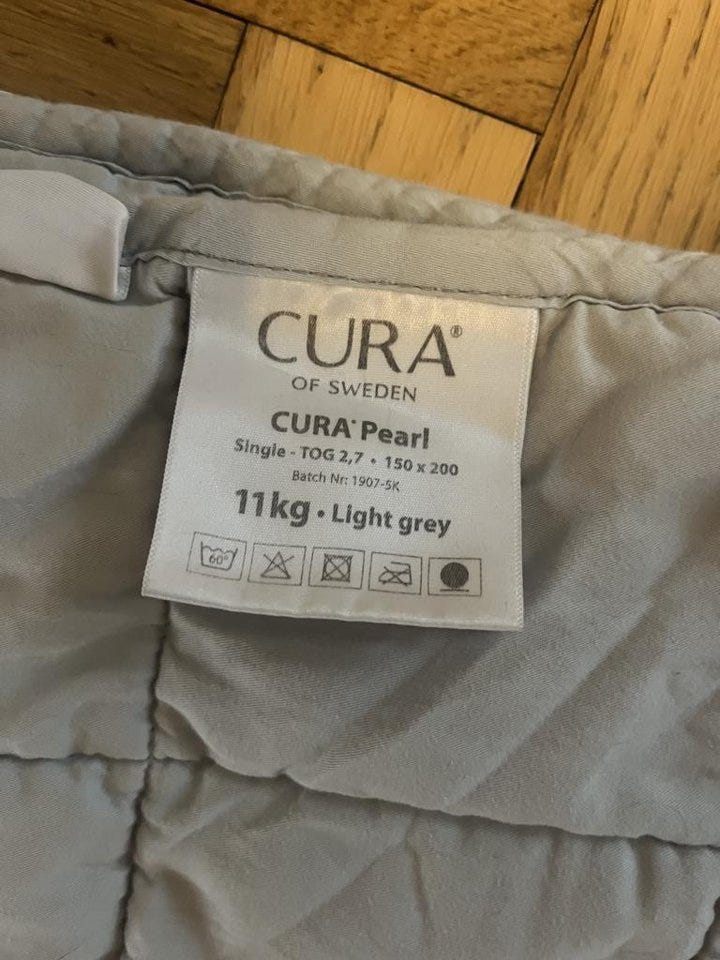 CURA®
OF SWEDEN
CURA® Pearl
Single - TOG 2,7 • 150 x 200
Batch Nr: 1907-5K
11kg • Light grey
60°